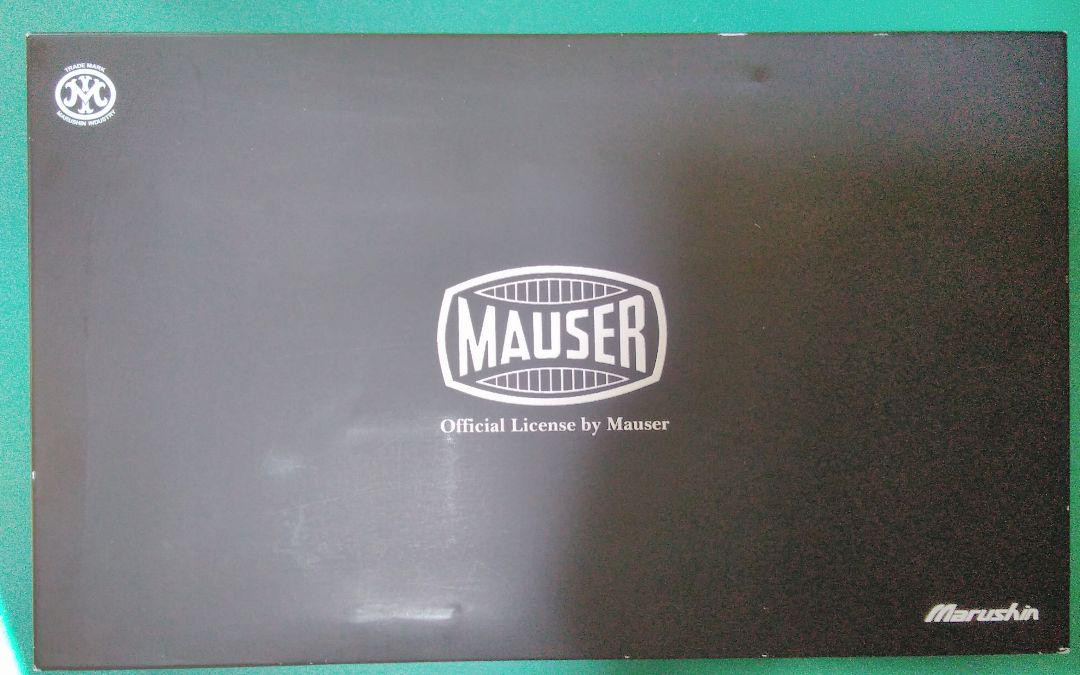 TRADE MARK
MARUSHIN INDUSTRY
MAUSER
Official License by Mauser
Marushin